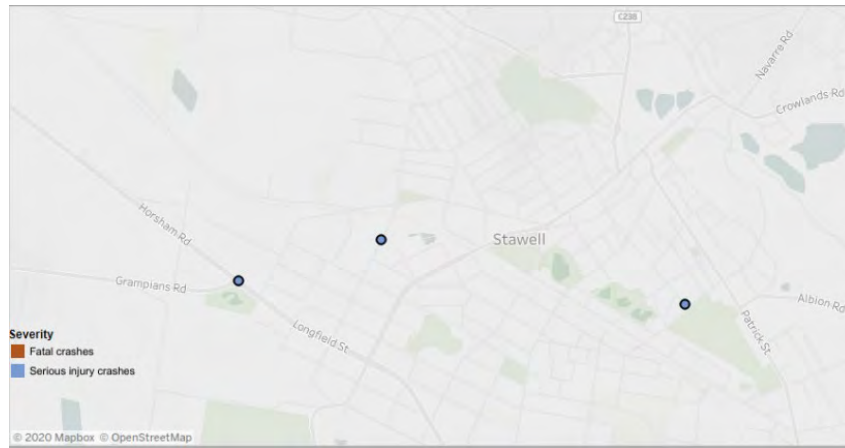 C238
Navarre Rd
Crowlands Rd
Horsham Rd
Stawell
Grampians Rd
Albion Rd
Longfield St
Patrick St
Severity
Fatal crashes
Serious injury crashes
© 2020 Mapbox © OpenStreetMap